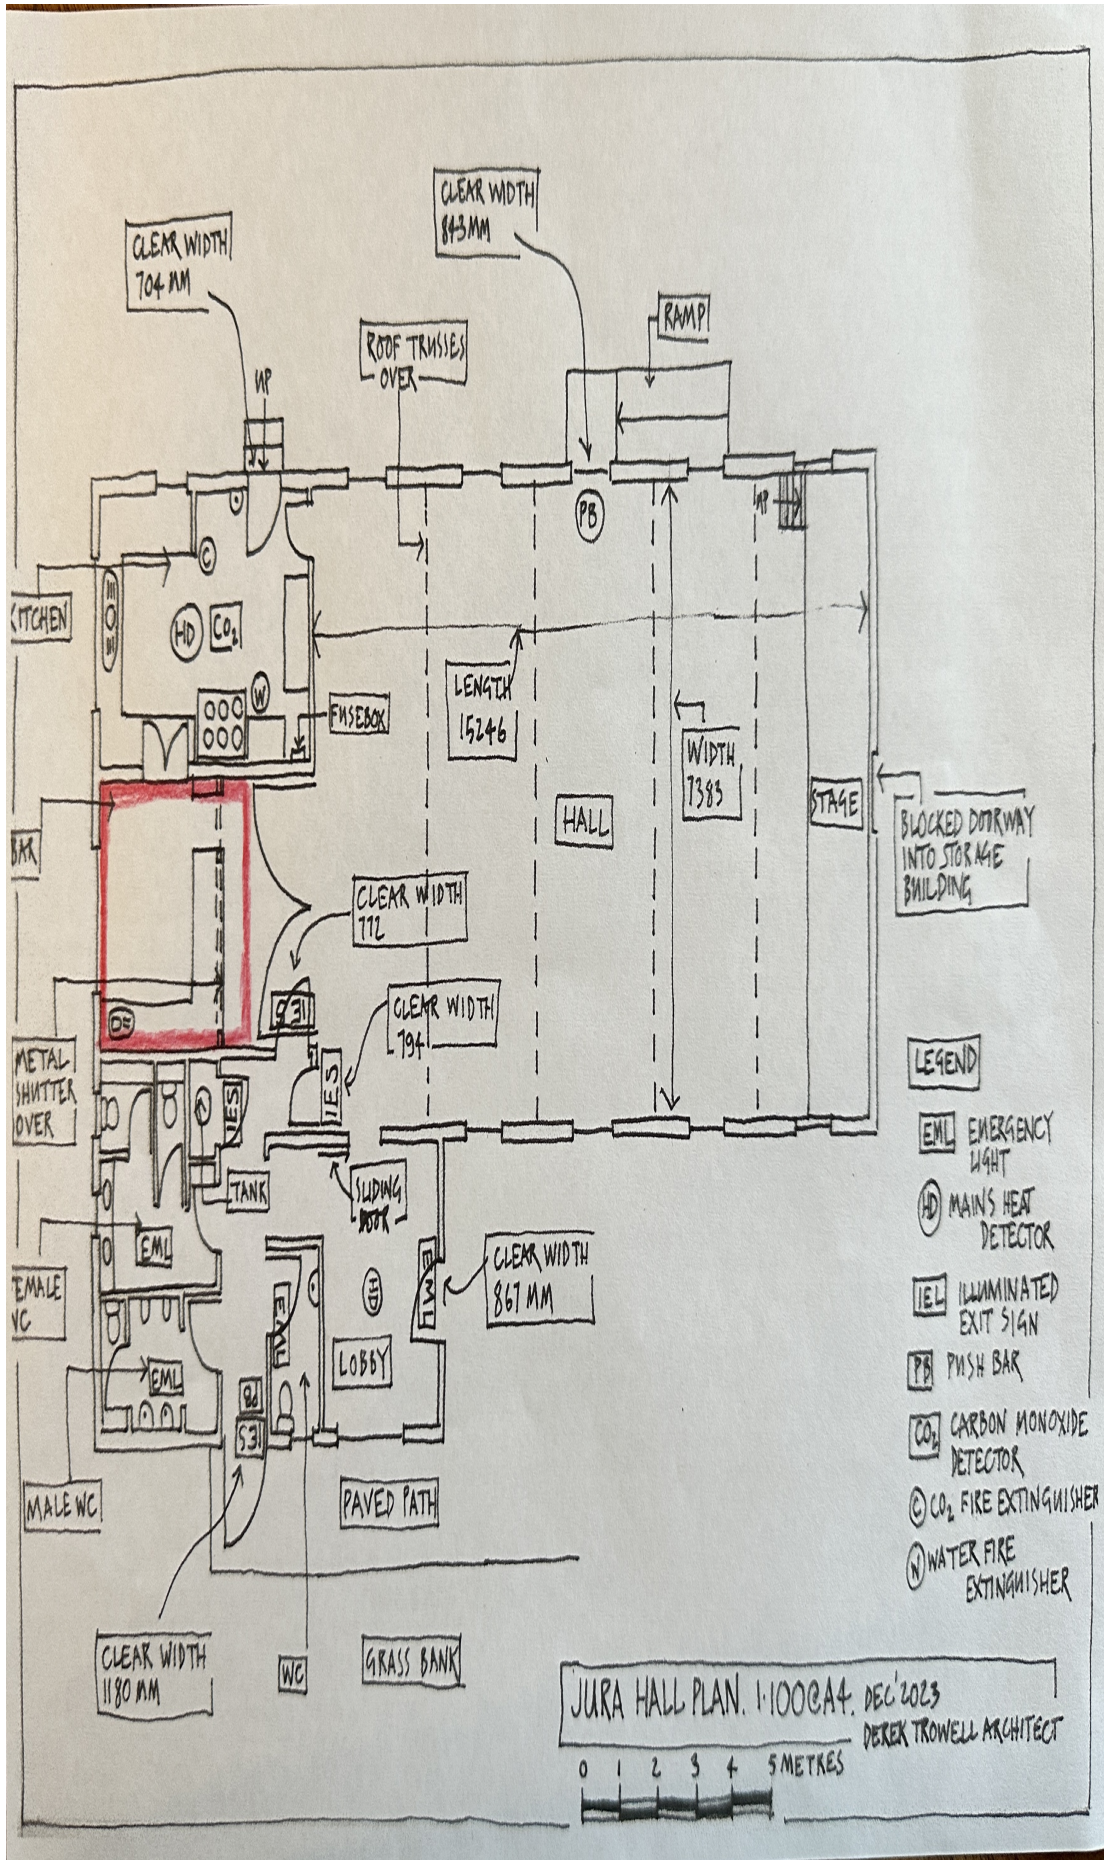 CLEAR WIDTH
843 MM
CLEAR WIDTH
704 MM
RAMP
ROOF TRUSSES
OVER
UP
PB
UP
C
KITCHEN
HD
CO2
W
FUSEBOX
LENGTH
15246
WIDTH
7383
STAGE
HALL
BLOCKED DOORWAY
INTO STORAGE
BUILDING
BAR
CLEAR WIDTH
772
IES
CLEAR WIDTH
794
METAL
SHUTTER
OVER
IES
IES
TANK
SLIDING
DOOR
EML
EMALE
WC
EML
CLEAR WIDTH
867 MM
HD
EML
LOBBY
EML
PB
IES
MALE WC
PAVED PATH
CLEAR WIDTH
1180 MM
WC
GRASS BANK
LEGEND
EML EMERGENCY
LIGHT
HD MAINS HEAT
DETECTOR
IEL ILLUMINATED
EXIT SIGN
PB PUSH BAR
CO2 CARBON MONOXIDE
DETECTOR
C CO2 FIRE EXTINGUISHER
W WATER FIRE
EXTINGUISHER
JURA HALL PLAN. 1:100@A4. DEC'2023
DEREK TROWELL ARCHITECT
0 1 2 3 4 5 METRES